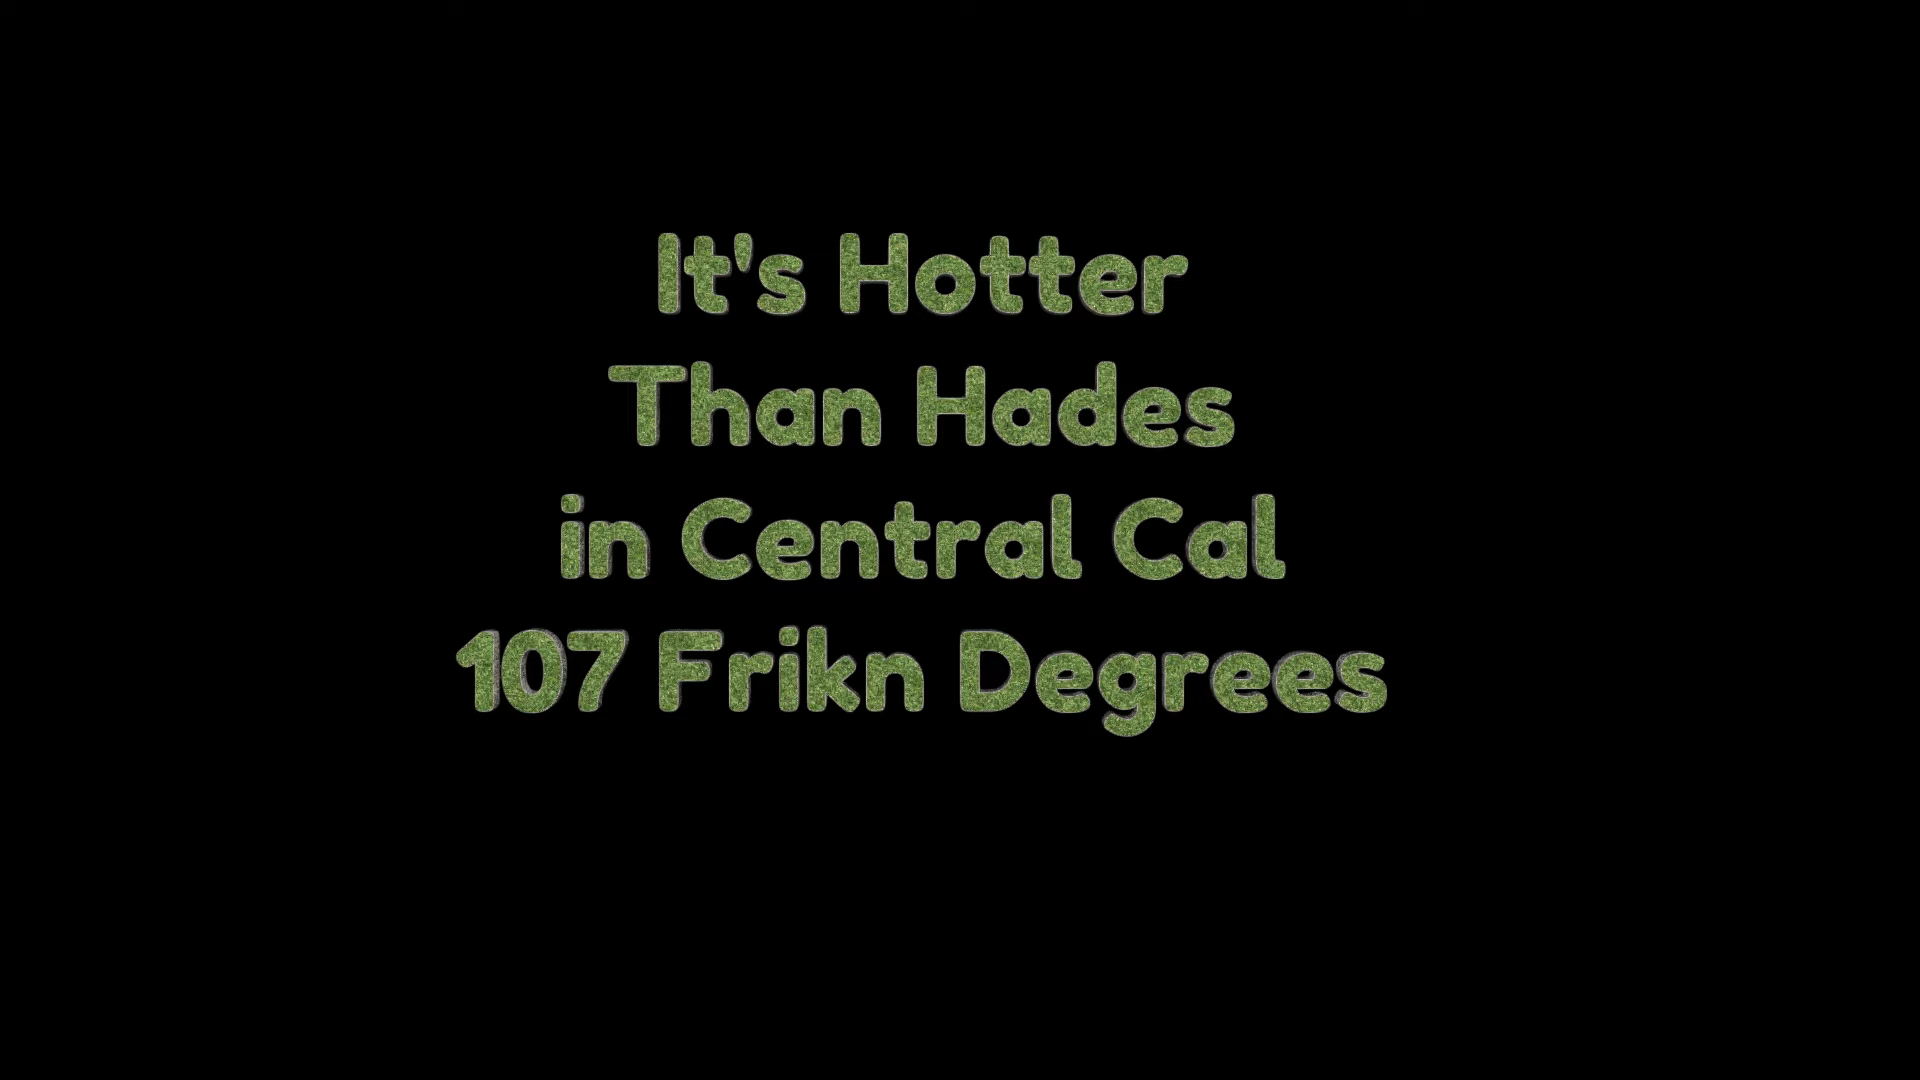 It's Hotter
Than Hades
in Central Cal
107 Frikn Degrees